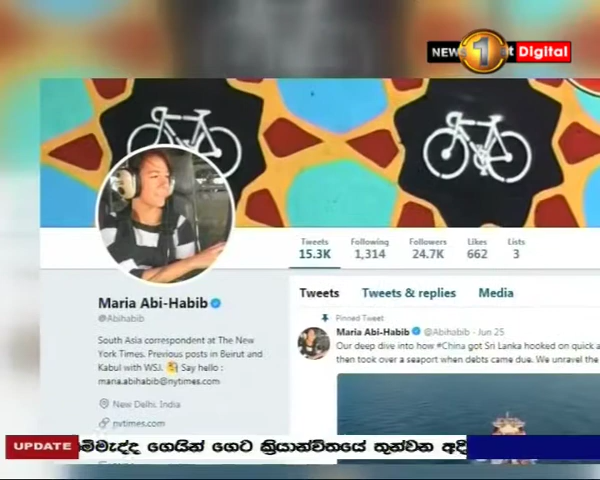 NEWS 1st Digital
Tweets Following Followers Likes Lists
15.3K 1,314 24.7K 662 3
Tweets Tweets & replies Media
Maria Abi-Habib
@Abihabib
South Asia correspondent at The New
York Times. Previous posts in Beirut and
Kabul with WSJ. Say hello :
maria.abihabib@nytimes.com
New Delhi, India
nytimes.com
Pinned Tweet
Maria Abi-Habib @Abihabib · Jun 25
Our deep dive into how #China got Sri Lanka hooked on quick
then took over a seaport when debts came due. We unravel the
UPDATE ගෙයින් ගෙට ක්‍රියාන්විතයේ තුන්වන